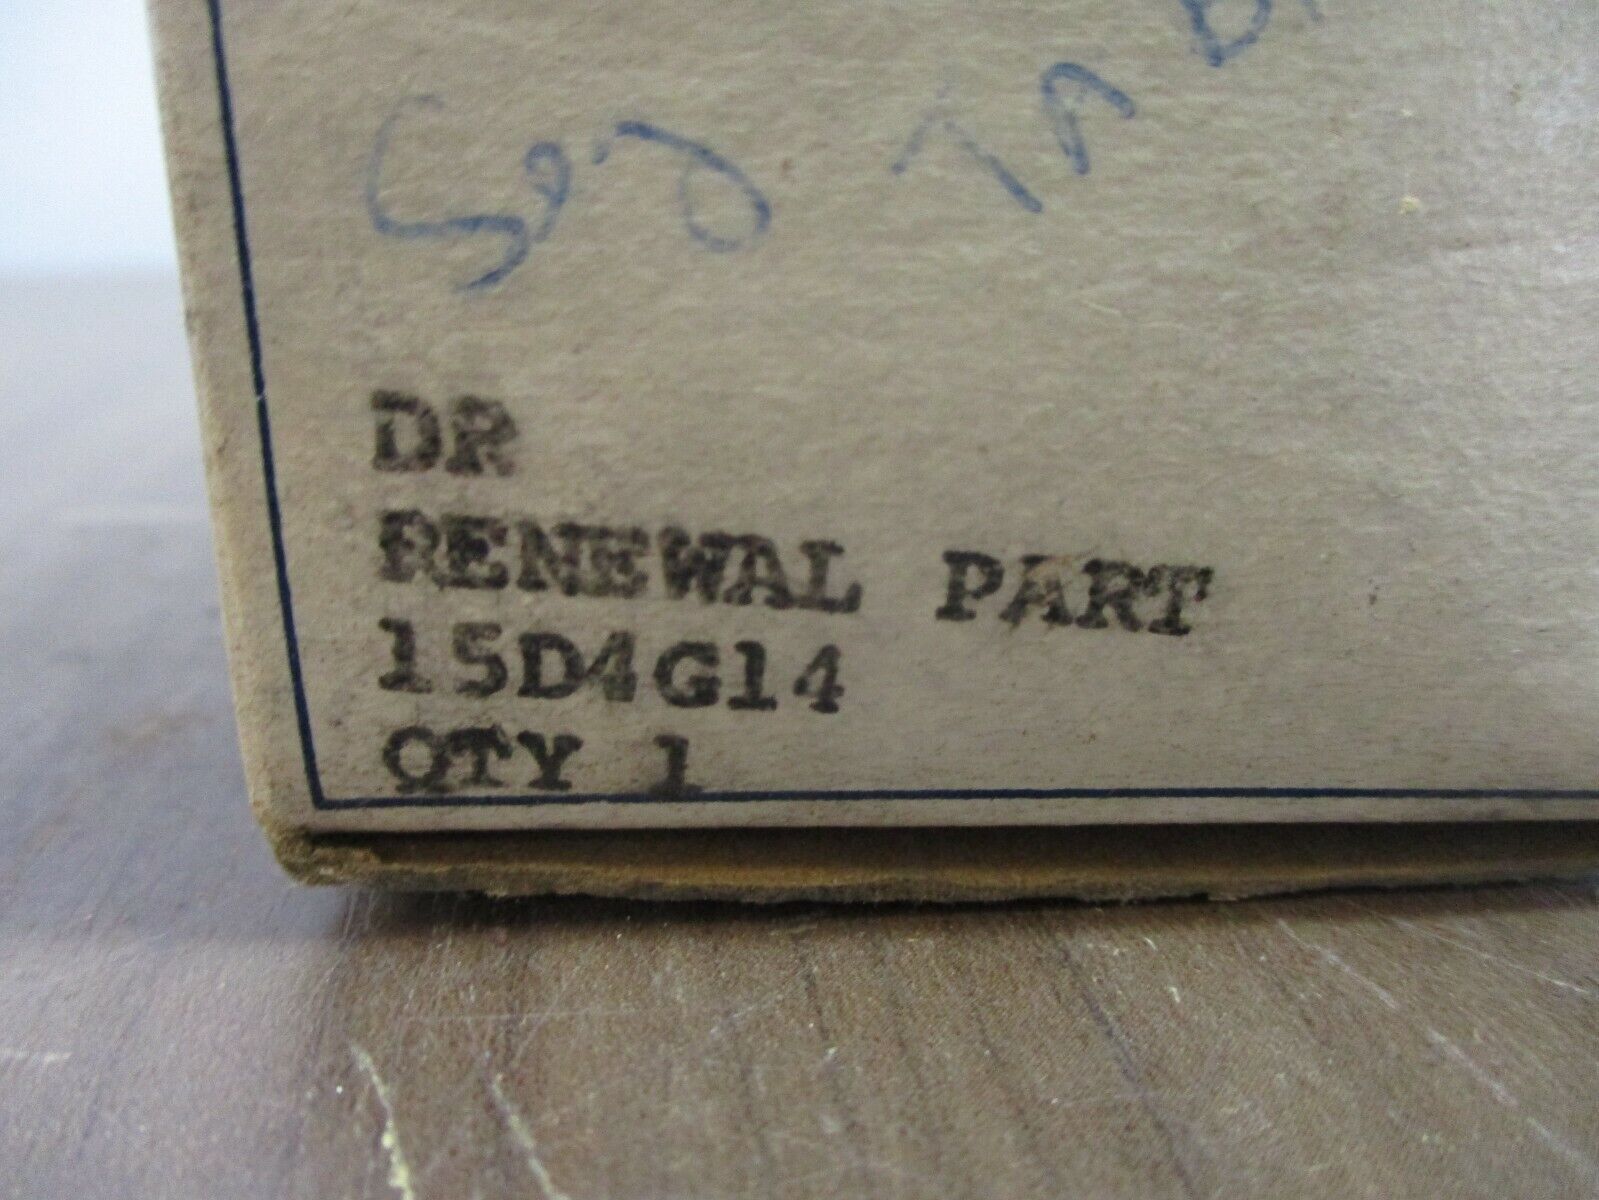 DR
RENEWAL PART
15D4G14
QTY 1